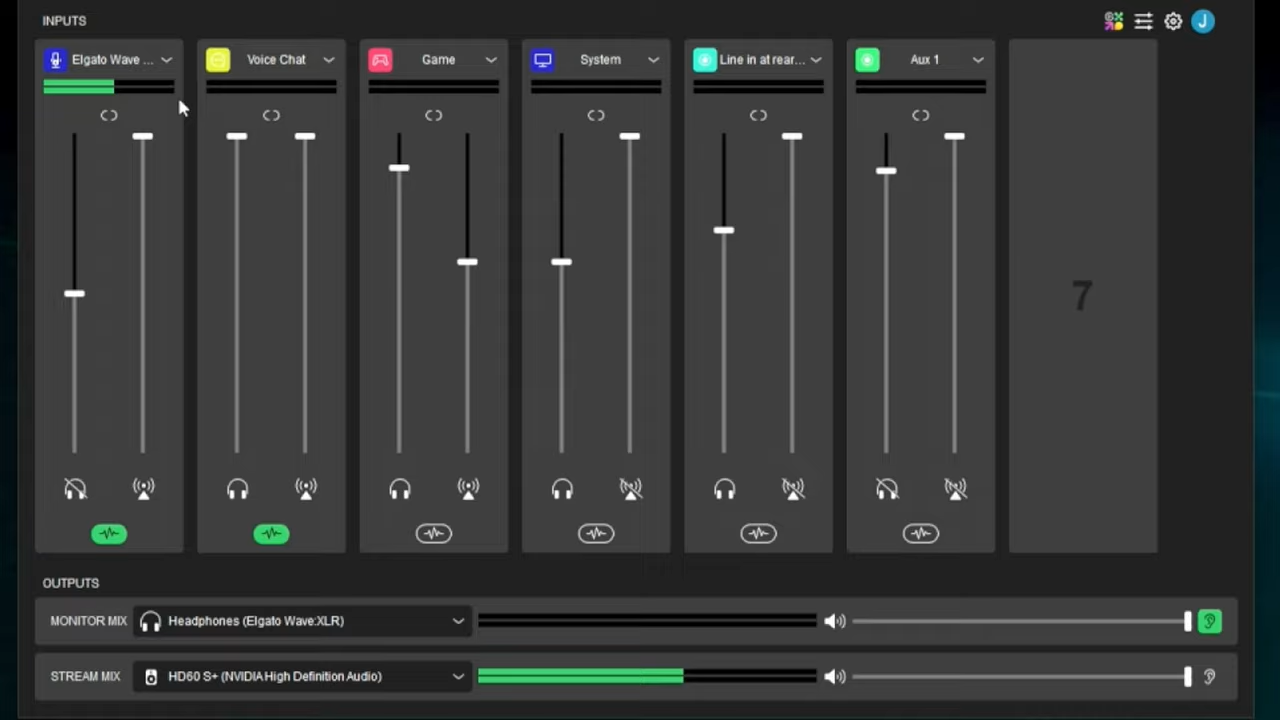 INPUTS
J
Elgato Wave ...
Voice Chat
Game
System
Line in at rear...
Aux 1
7
OUTPUTS
MONITOR MIX
Headphones (Elgato Wave:XLR)
STREAM MIX
HD60 S+ (NVIDIA High Definition Audio)